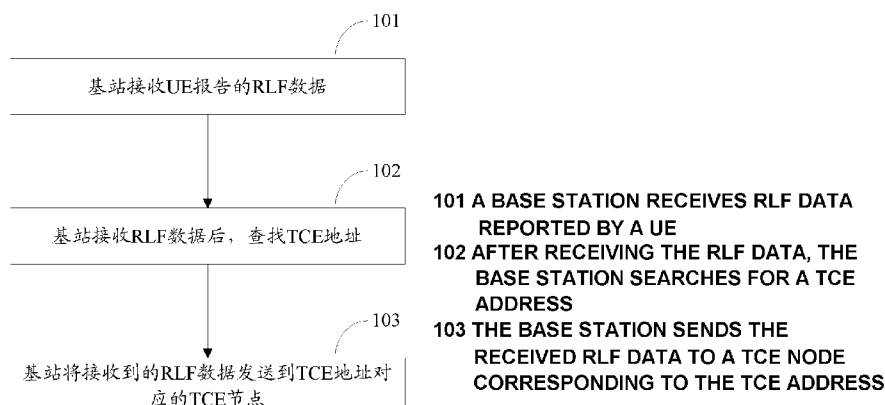 101
基站接收UE报告的RLF数据
102
基站接收RLF数据后，查找TCE地址
103
基站将接收到的RLF数据发送到TCE地址对
应的TCE节点
101 A BASE STATION RECEIVES RLF DATA
REPORTED BY A UE
102 AFTER RECEIVING THE RLF DATA, THE
BASE STATION SEARCHES FOR A TCE
ADDRESS
103 THE BASE STATION SENDS THE
RECEIVED RLF DATA TO A TCE NODE
CORRESPONDING TO THE TCE ADDRESS